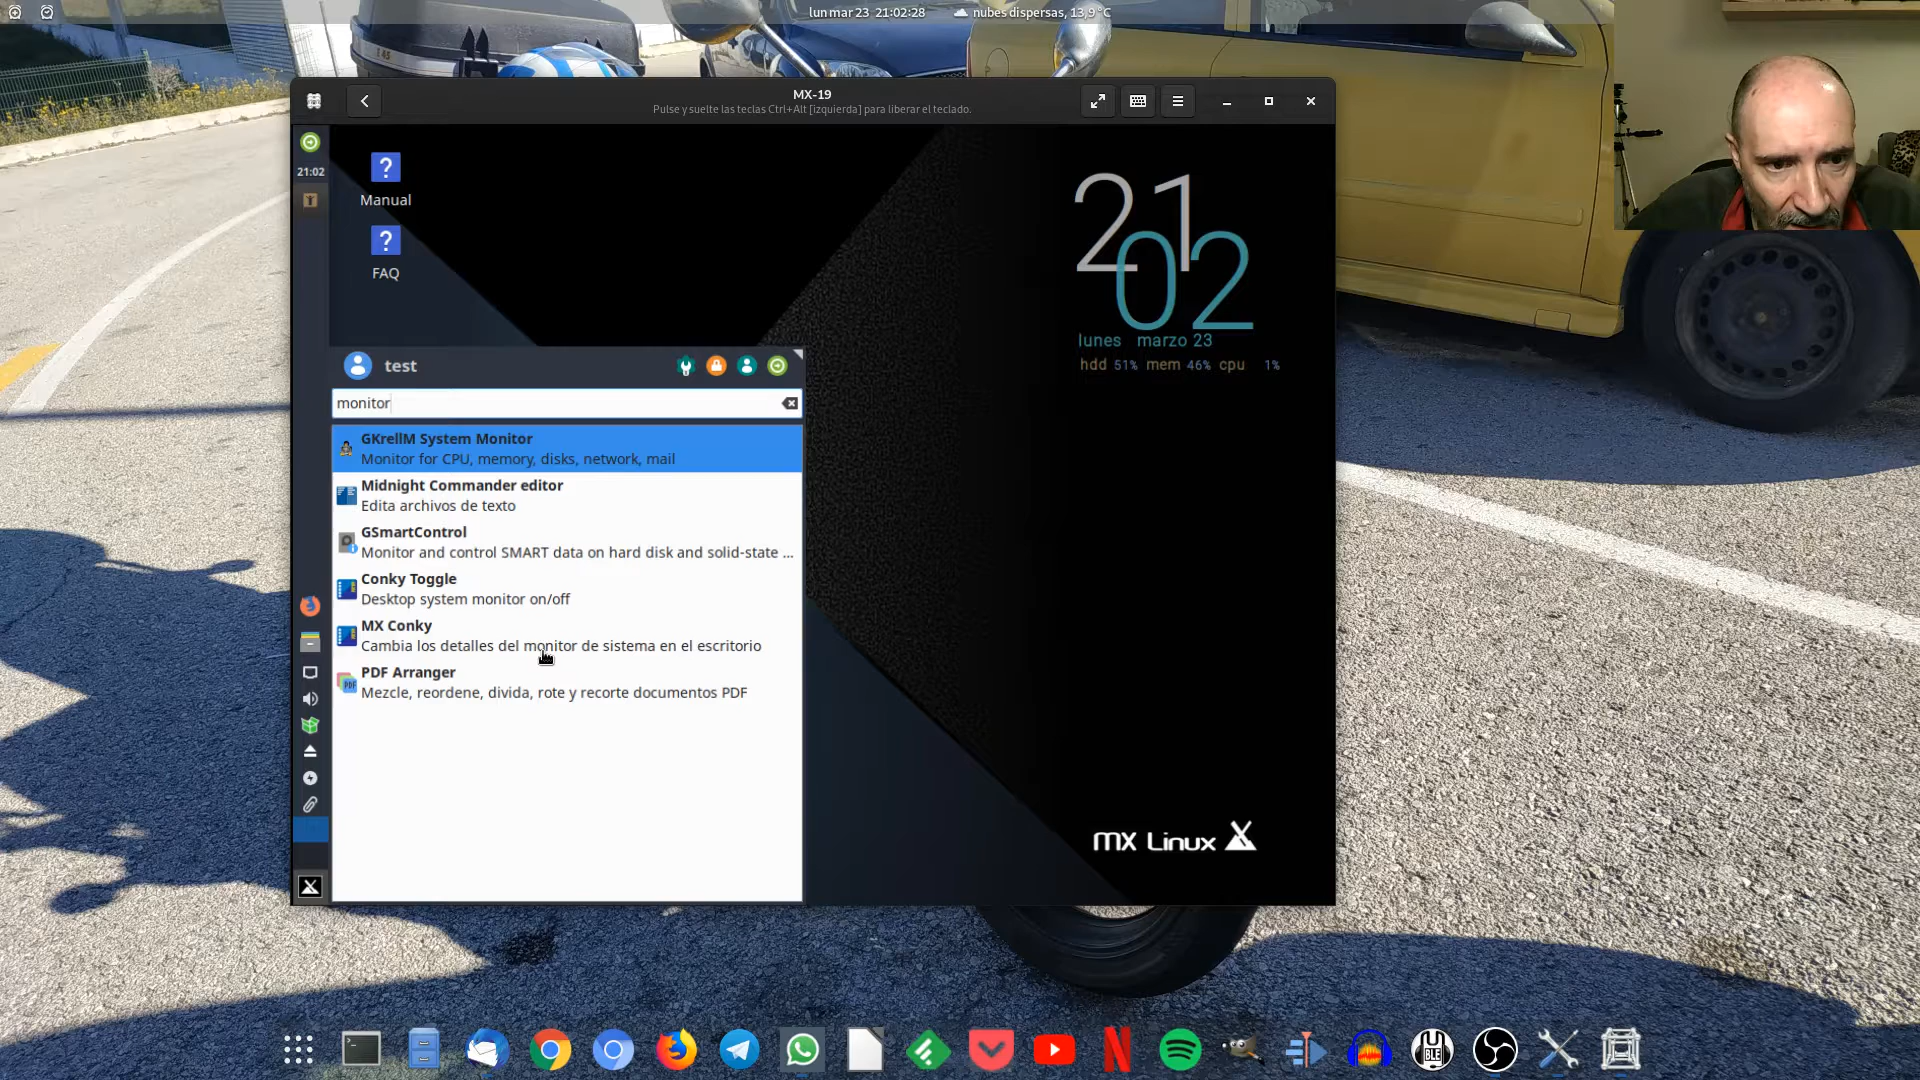 lun mar 23  21:02:28
nubes dispersas, 13,9 °C
MX-19
Pulse y suelte las teclas Ctrl+Alt [izquierda] para liberar el teclado.
21:02
Manual
FAQ
21
02
lunes marzo 23
hdd 51% mem 46% cpu 1%
test
monitor
GKrellM System Monitor
Monitor for CPU, memory, disks, network, mail
Midnight Commander editor
Edita archivos de texto
GSmartControl
Monitor and control SMART data on hard disk and solid-state ...
Conky Toggle
Desktop system monitor on/off
MX Conky
Cambia los detalles del monitor de sistema en el escritorio
PDF Arranger
PDF
Mezcle, reordene, divida, rote y recorte documentos PDF
MX Linux
BLE